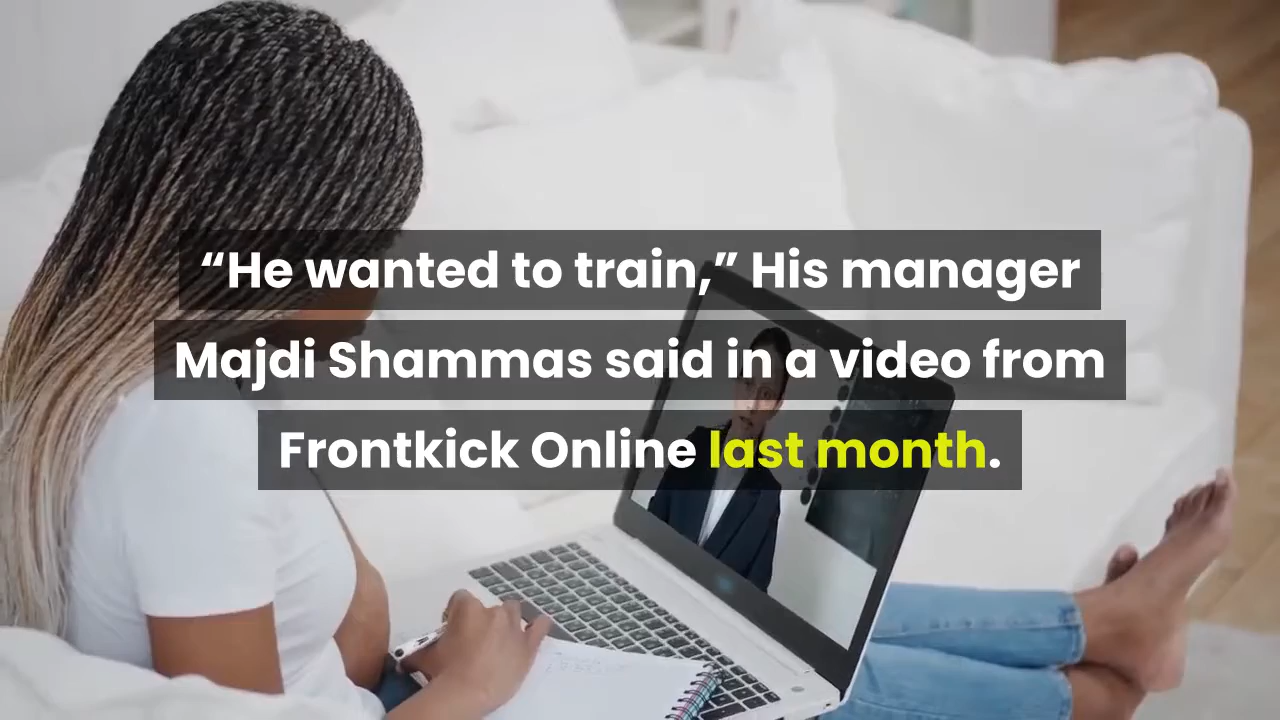 “He wanted to train,” His manager
Majdi Shammas said in a video from
Frontkick Online last month.